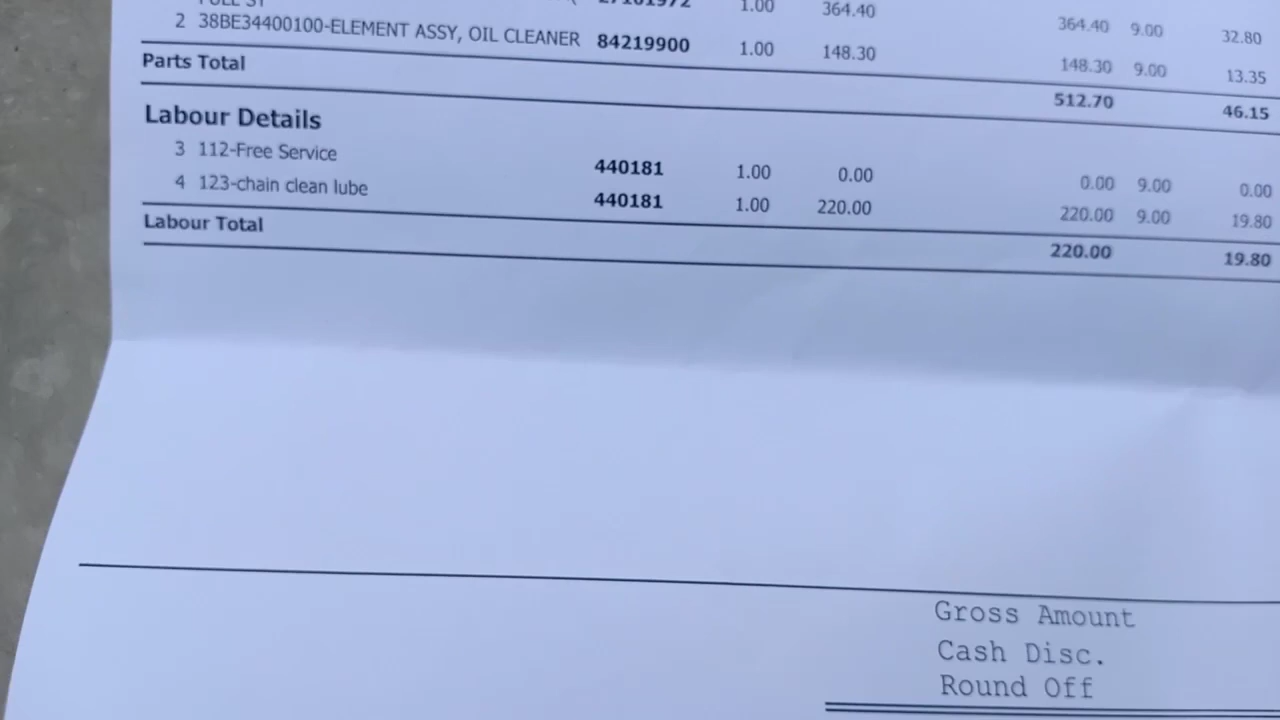 1.00 364.40 364.40 9.00 32.80
2 38BE34400100-ELEMENT ASSY, OIL CLEANER 84219900 1.00 148.30 148.30 9.00 13.35
Parts Total 512.70 46.15
Labour Details
3 112-Free Service 440181 1.00 0.00 0.00 9.00 0.00
4 123-chain clean lube 440181 1.00 220.00 220.00 9.00 19.80
Labour Total 220.00 19.80
Gross Amount
Cash Disc.
Round Off